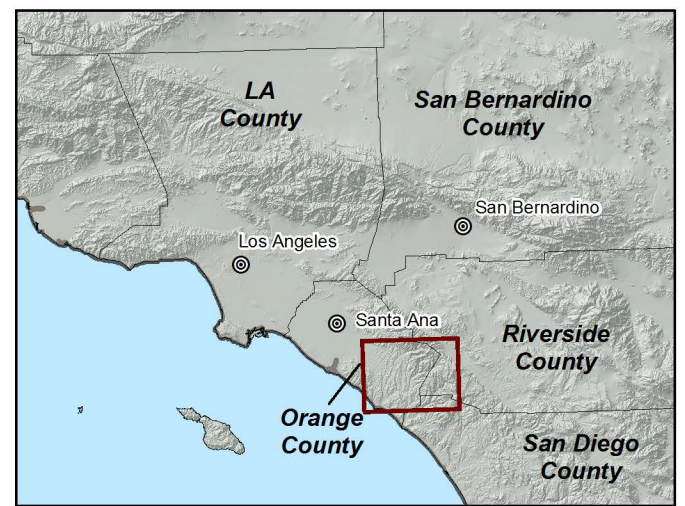 LA
County
San Bernardino
County
San Bernardino
Los Angeles
Santa Ana
Riverside
County
Orange
County
San Diego
County